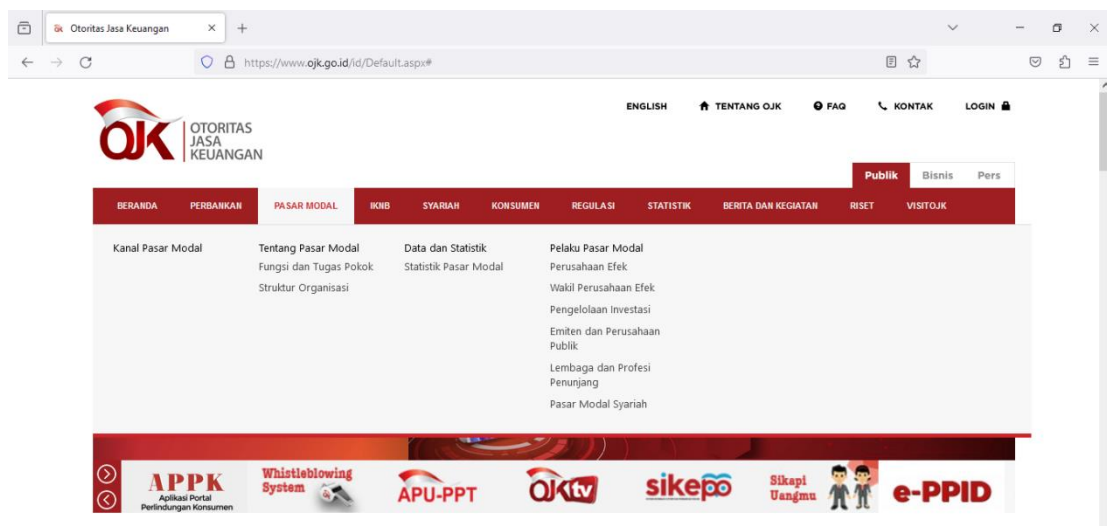 Otoritas Jasa Keuangan
https://www.ojk.go.id/id/Default.aspx#
ENGLISH TENTANG OJK FAQ KONTAK LOGIN
OJK OTORITAS
JASA
KEUANGAN
Publik Bisnis Pers
BERANDA PERBANKAN PASAR MODAL IKNB SYARIAH KONSUMEN REGULASI STATISTIK BERITA DAN KEGIATAN RISET VISITOJK
Kanal Pasar Modal
Tentang Pasar Modal
Fungsi dan Tugas Pokok
Struktur Organisasi
Data dan Statistik
Statistik Pasar Modal
Pelaku Pasar Modal
Perusahaan Efek
Wakil Perusahaan Efek
Pengelolaan Investasi
Emiten dan Perusahaan
Publik
Lembaga dan Profesi
Penunjang
Pasar Modal Syariah
APPK
Aplikasi Portal
Perlindungan Konsumen
Whistleblowing
System
APU-PPT
OJKtv
sikepo
Sikapi
Uangmu
e-PPID